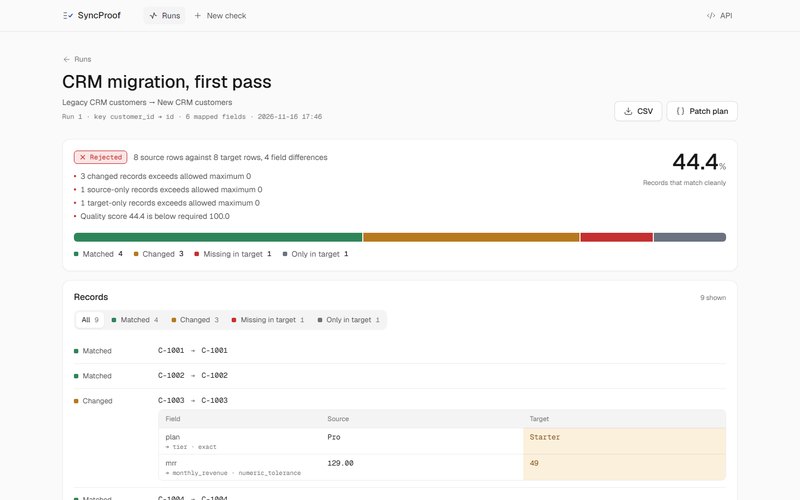 SyncProof Runs New check API
Runs
CRM migration, first pass
Legacy CRM customers → New CRM customers
Run 1 · key customer_id → id · 6 mapped fields · 2026-11-16 17:46
CSV Patch plan
Rejected 8 source rows against 8 target rows, 4 field differences
44.4%
Records that match cleanly
• 3 changed records exceeds allowed maximum 0
• 1 source-only records exceeds allowed maximum 0
• 1 target-only records exceeds allowed maximum 0
• Quality score 44.4 is below required 100.0
Matched 4 Changed 3 Missing in target 1 Only in target 1
Records 9 shown
All 9 Matched 4 Changed 3 Missing in target 1 Only in target 1
Matched C-1001 → C-1001
Matched C-1002 → C-1002
Changed C-1003 → C-1003
Field Source Target
plan Pro Starter
→ tier · exact
mrr 129.00 49
→ monthly_revenue · numeric_tolerance
Matched C-1004 → C-1004